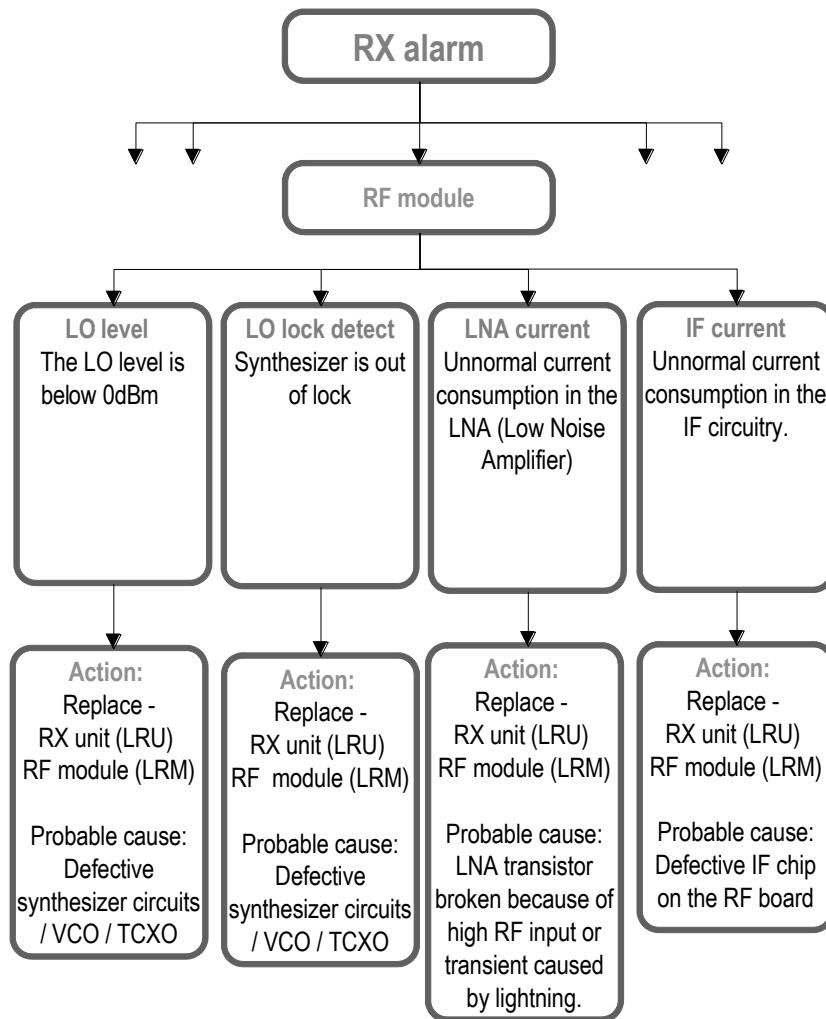 RX alarm
RF module
LO level
The LO level is
below 0dBm
LO lock detect
Synthesizer is out
of lock
LNA current
Unnormal current
consumption in the
LNA (Low Noise
Amplifier)
IF current
Unnormal current
consumption in the
IF circuitry.
Action:
Replace -
RX unit (LRU)
RF module (LRM)
Probable cause:
Defective
synthesizer circuits
/ VCO / TCXO
Action:
Replace -
RX unit (LRU)
RF module (LRM)
Probable cause:
Defective
synthesizer circuits
/ VCO / TCXO
Action:
Replace -
RX unit (LRU)
RF module (LRM)
Probable cause:
LNA transistor
broken because of
high RF input or
transient caused
by lightning.
Action:
Replace -
RX unit (LRU)
RF module (LRM)
Probable cause:
Defective IF chip
on the RF board